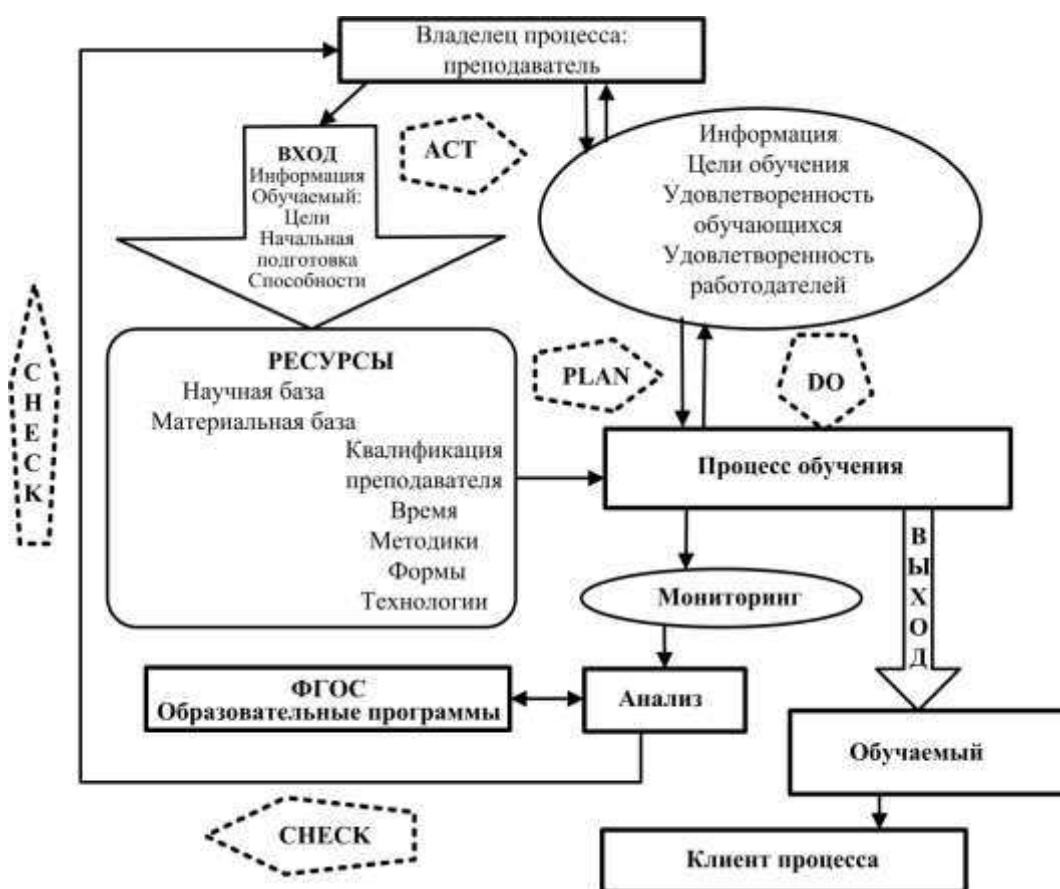 Владелец процесса:
преподаватель
ACT
ВХОД
Информация
Обучаемый:
Цели
Начальная
подготовка
Способности
Информация
Цели обучения
Удовлетворенность
обучающихся
Удовлетворенность
работодателей
CHECK
РЕСУРСЫ
Научная база
Материальная база
Квалификация
преподавателя
Время
Методики
Формы
Технологии
PLAN
DO
Процесс обучения
ВЫХОД
Мониторинг
ФГОС
Образовательные программы
Анализ
Обучаемый
CHECK
Клиент процесса